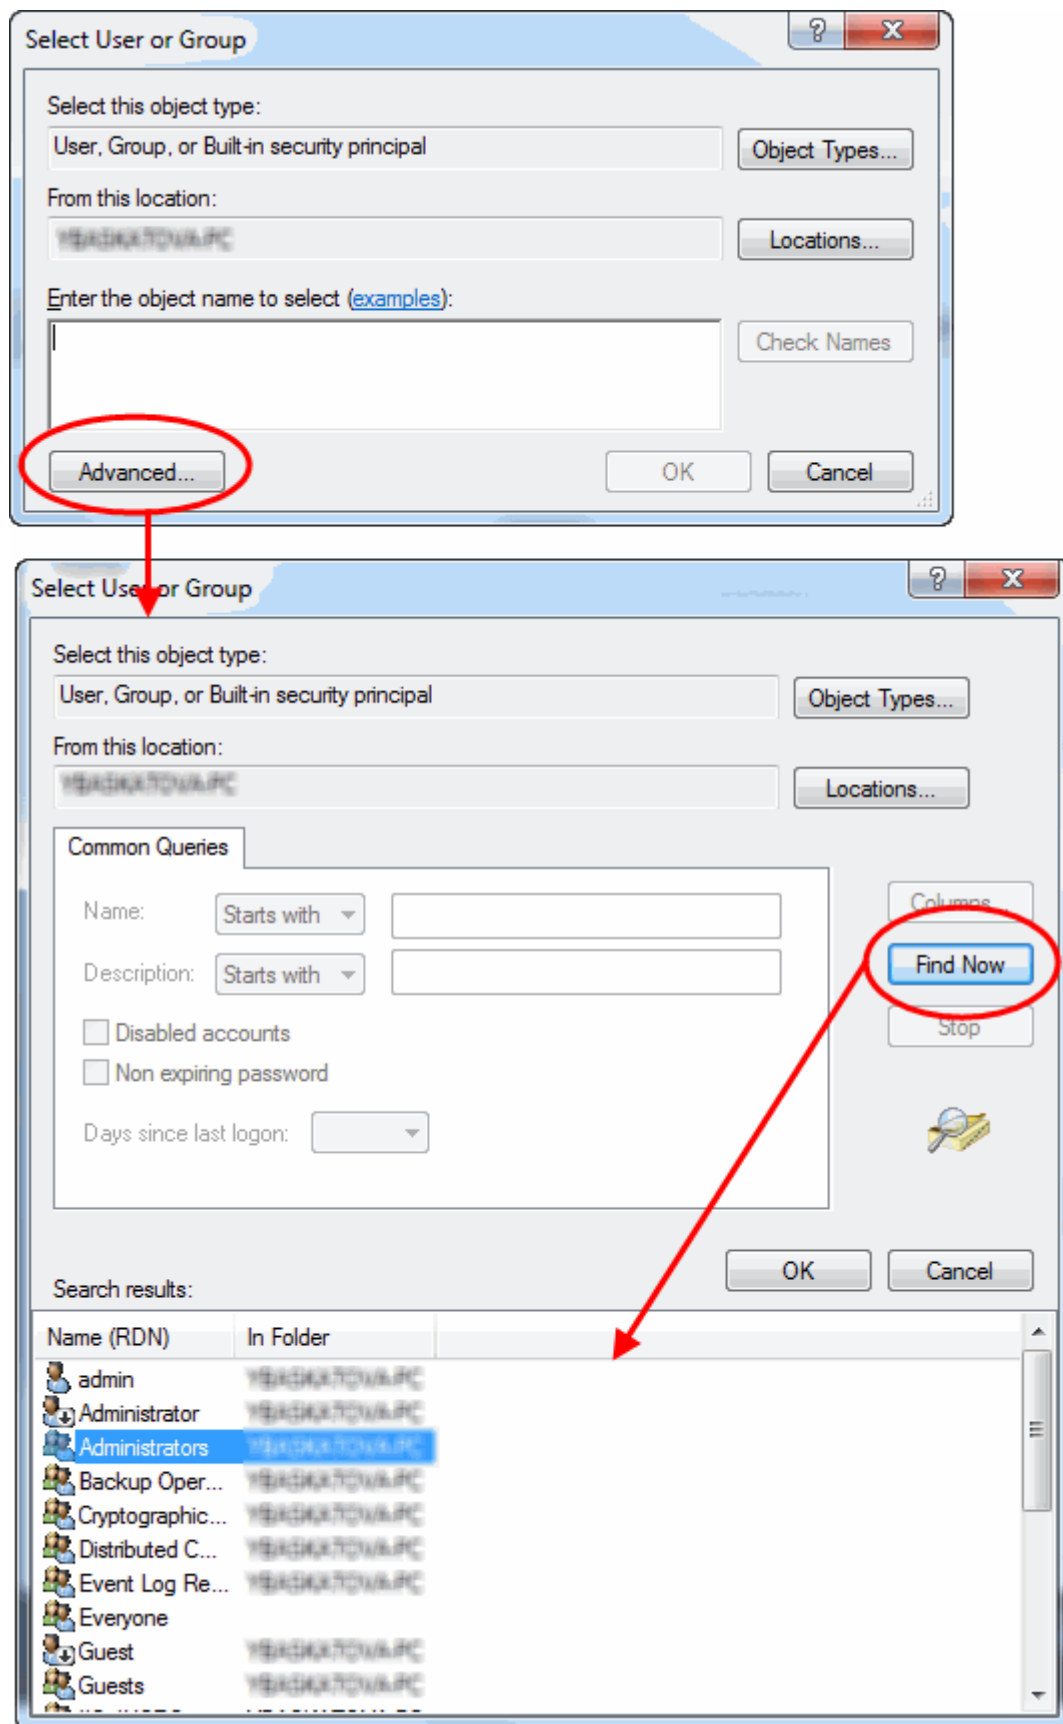 Select User or Group
Select this object type:
User, Group, or Built-in security principal
Object Types...
From this location:
Locations...
Enter the object name to select (examples):
Check Names
Advanced...
OK
Cancel
Select User or Group
Select this object type:
User, Group, or Built-in security principal
Object Types...
From this location:
Locations...
Common Queries
Name:
Starts with
Columns...
Description:
Starts with
Find Now
Disabled accounts
Stop
Non expiring password
Days since last logon:
OK
Cancel
Search results:
Name (RDN) In Folder
admin
Administrator
Administrators
Backup Oper...
Cryptographic...
Distributed C...
Event Log Re...
Everyone
Guest
Guests